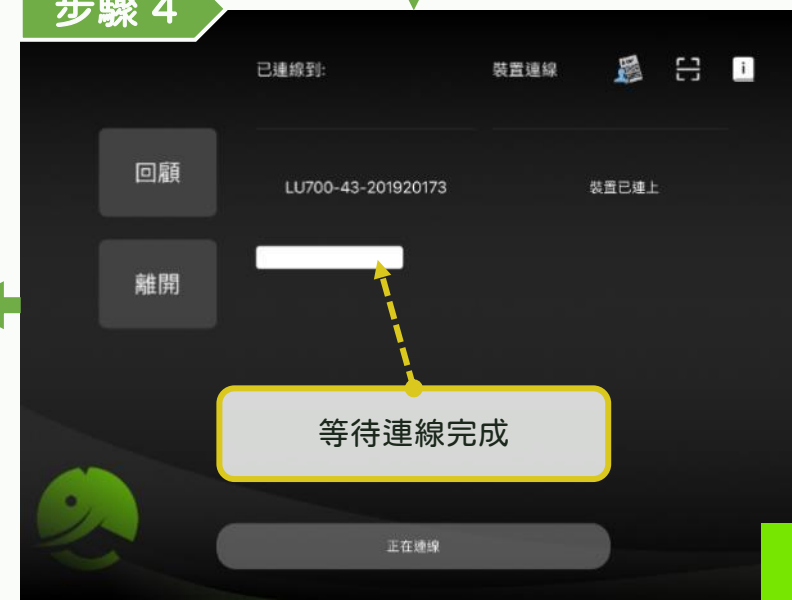 步驟 4
已連線到:
裝置連線
回顧
LU700-43-201920173
裝置已連上
離開
等待連線完成
正在連線